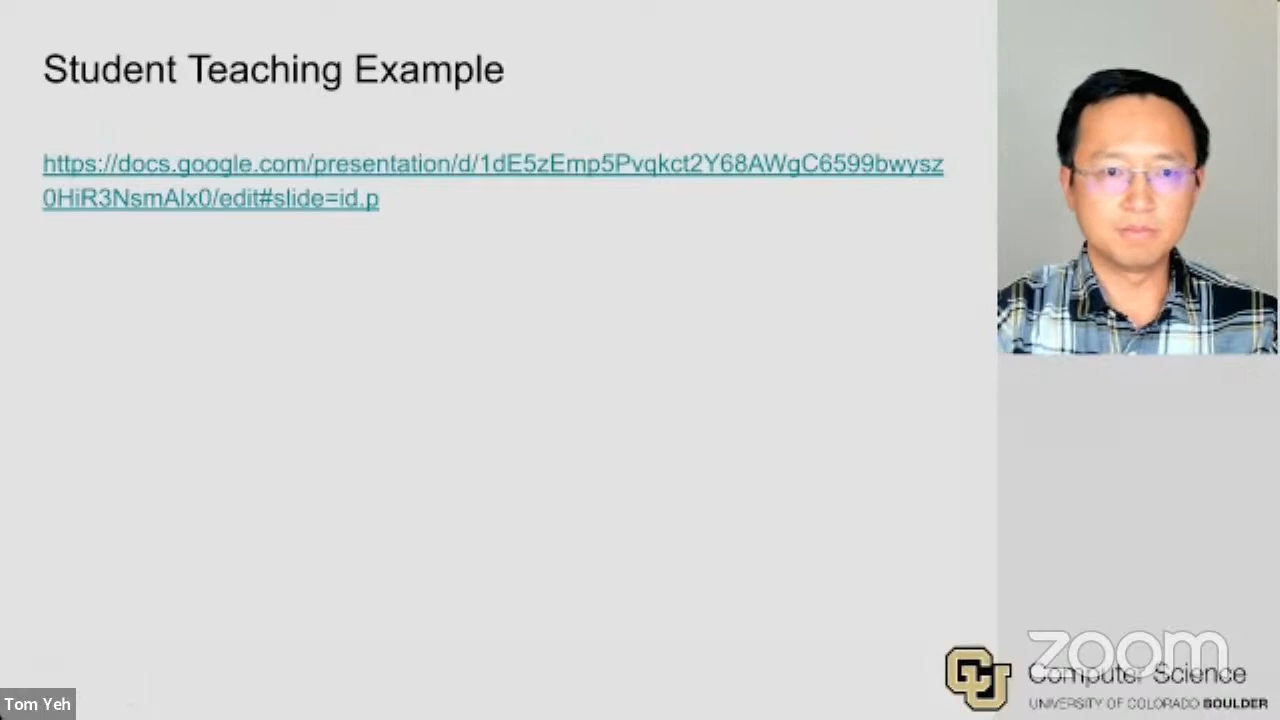 Student Teaching Example
https://docs.google.com/presentation/d/1dE5zEmp5Pvqkct2Y68AWgC6599bwysz
0HiR3NsmAlx0/edit#slide=id.p
zoom
CU
Computer Science
UNIVERSITY OF COLORADO BOULDER
Tom Yeh